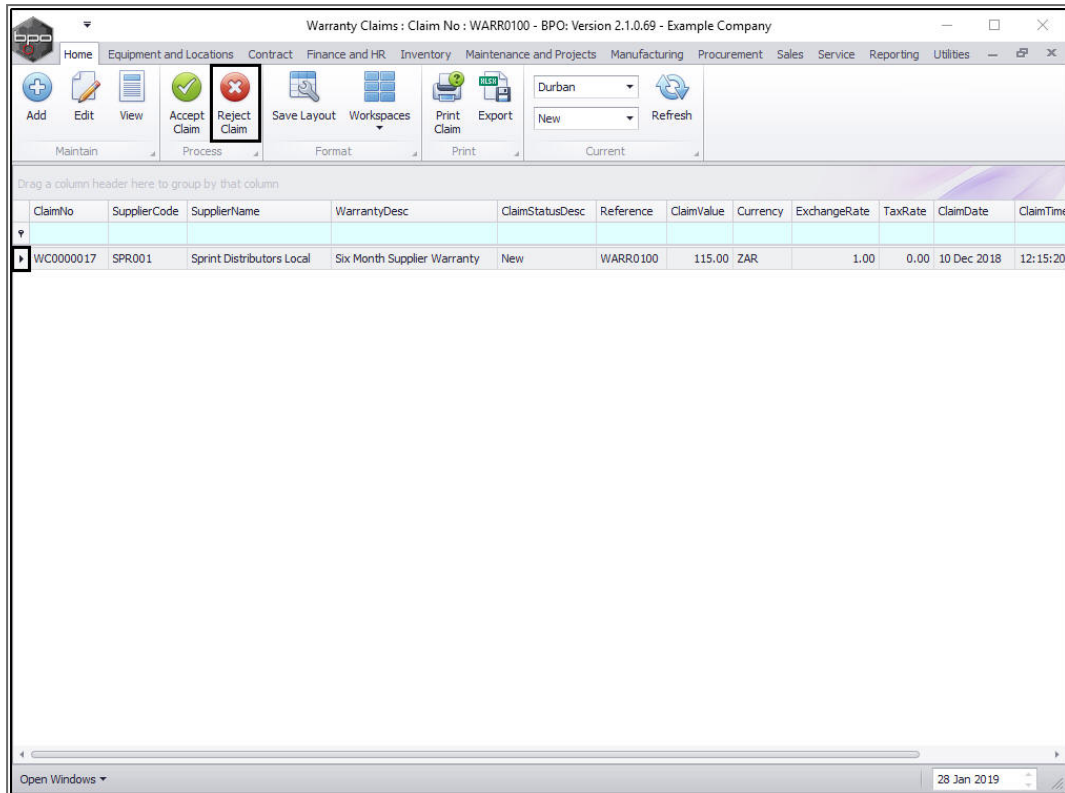 Warranty Claims : Claim No : WARR0100 - BPO: Version 2.1.0.69 - Example Company
bpo
Home Equipment and Locations Contract Finance and HR Inventory Maintenance and Projects Manufacturing Procurement Sales Service Reporting Utilities
Add Edit View Accept Claim Reject Claim Save Layout Workspaces Print Claim XLSX Export Durban New Refresh
Maintain Process Format Print Current
Drag a column header here to group by that column
ClaimNo SupplierCode SupplierName WarrantyDesc ClaimStatusDesc Reference ClaimValue Currency ExchangeRate TaxRate ClaimDate ClaimTime
WC0000017 SPR001 Sprint Distributors Local Six Month Supplier Warranty New WARR0100 115.00 ZAR 1.00 0.00 10 Dec 2018 12:15:20
Open Windows 28 Jan 2019